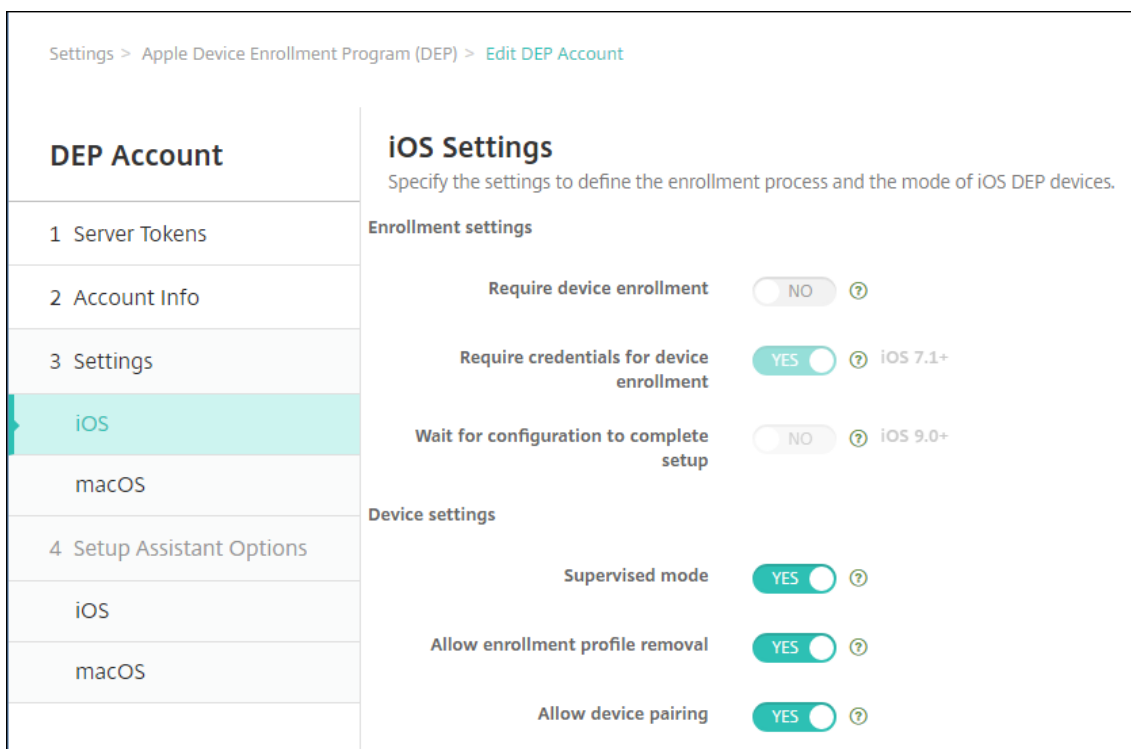 Settings > Apple Device Enrollment Program (DEP) > Edit DEP Account
DEP Account
1 Server Tokens
2 Account Info
3 Settings
iOS
macOS
4 Setup Assistant Options
iOS
macOS
iOS Settings
Specify the settings to define the enrollment process and the mode of iOS DEP devices.
Enrollment settings
Require device enrollment NO ?
Require credentials for device YES ? iOS 7.1+
enrollment
Wait for configuration to complete NO ? iOS 9.0+
setup
Device settings
Supervised mode YES ?
Allow enrollment profile removal YES ?
Allow device pairing YES ?